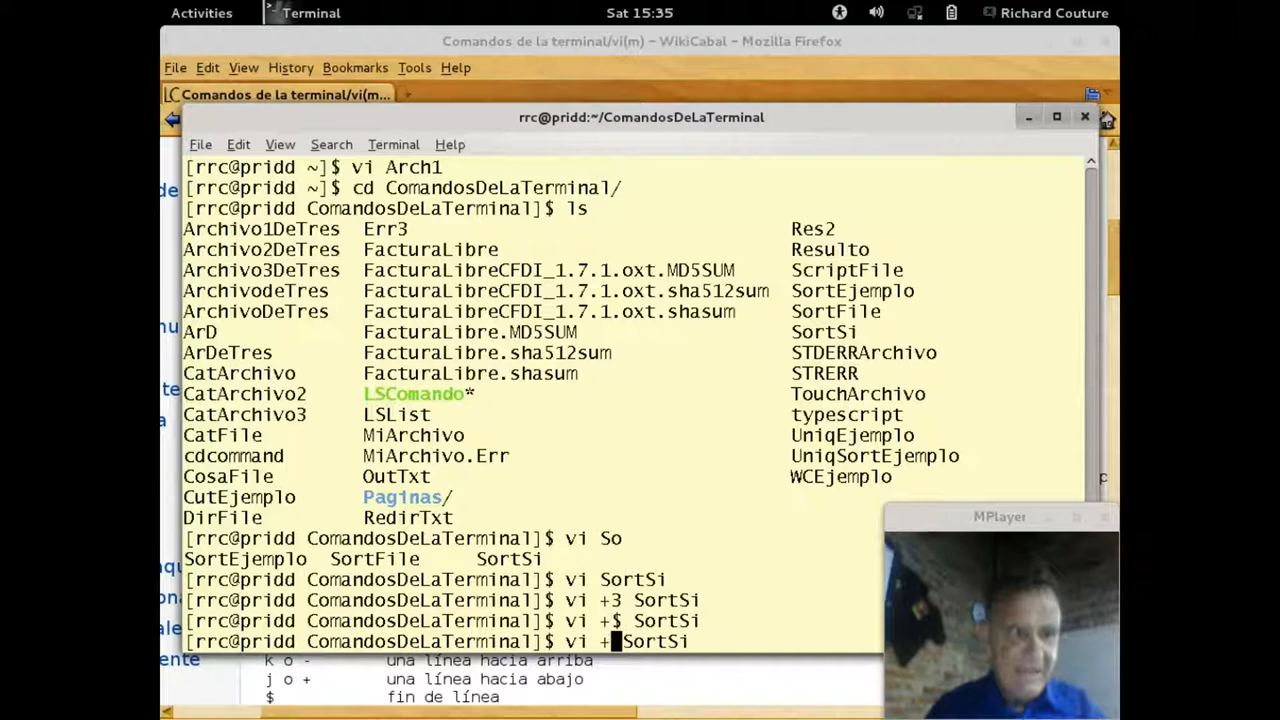 Activities Terminal Sat 15:35 Richard Couture
Comandos de la terminal/vi(m) – WikiCabal – Mozilla Firefox
File Edit View History Bookmarks Tools Help
Comandos de la terminal/vi(m...
rrc@pridd:~/ComandosDeLaTerminal
File Edit View Search Terminal Help
[rrc@pridd ~]$ vi Arch1
[rrc@pridd ~]$ cd ComandosDeLaTerminal/
[rrc@pridd ComandosDeLaTerminal]$ ls
Archivo1DeTres Err3 Res2
Archivo2DeTres FacturaLibre Resulto
Archivo3DeTres FacturaLibreCFDI_1.7.1.oxt.MD5SUM ScriptFile
ArchivodeTres FacturaLibreCFDI_1.7.1.oxt.sha512sum SortEjemplo
ArchivoDeTres FacturaLibreCFDI_1.7.1.oxt.shasum SortFile
ArD FacturaLibre.MD5SUM SortSi
ArDeTres FacturaLibre.sha512sum STDERRArchivo
CatArchivo FacturaLibre.shasum STRERR
CatArchivo2 LSComando* TouchArchivo
CatArchivo3 LSList typescript
CatFile MiArchivo UniqEjemplo
cdcommand MiArchivo.Err UniqSortEjemplo
CosaFile OutTxt WCEjemplo
CutEjemplo Paginas/
DirFile RedirTxt
[rrc@pridd ComandosDeLaTerminal]$ vi So
SortEjemplo SortFile SortSi
[rrc@pridd ComandosDeLaTerminal]$ vi SortSi
[rrc@pridd ComandosDeLaTerminal]$ vi +3 SortSi
[rrc@pridd ComandosDeLaTerminal]$ vi +$ SortSi
[rrc@pridd ComandosDeLaTerminal]$ vi + SortSi
k o - una línea hacia arriba
j o + una línea hacia abajo
$ fin de línea
MPlayer